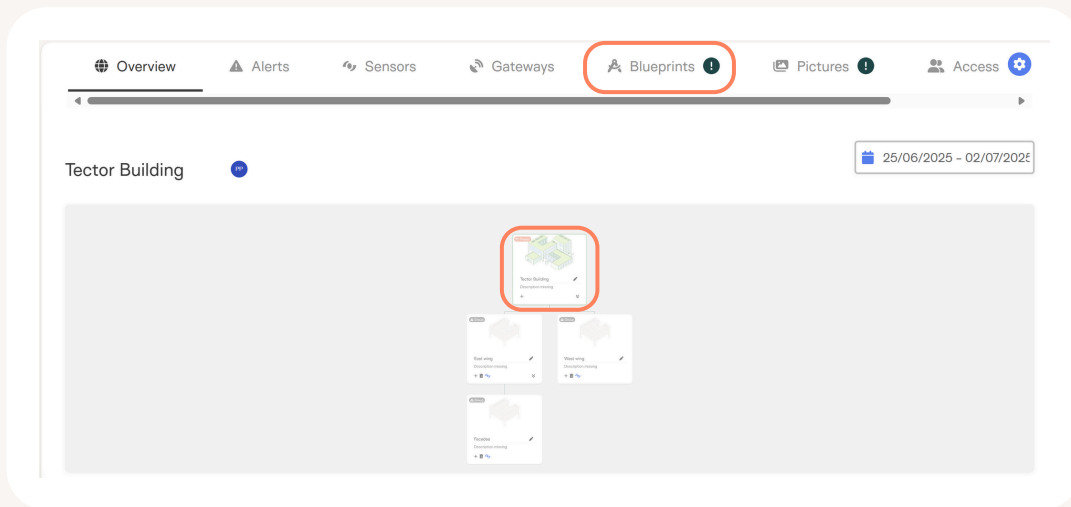 Overview
Alerts
Sensors
Gateways
Blueprints !
Pictures !
Access
Tector Building
PP
25/06/2025 - 02/07/2025
Tector Building
Description missing
East wing
Description missing
West wing
Description missing
Facades
Description missing